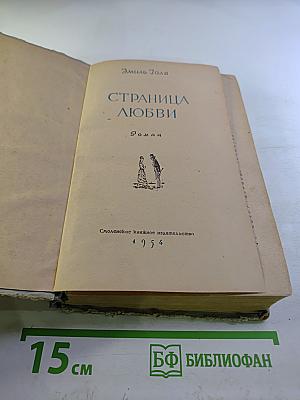 Эмиль Золя
СТРАНИЦА
ЛЮБВИ
Роман
Смоленское книжное издательство
1954
15 см
БФ БИБЛИОФАН